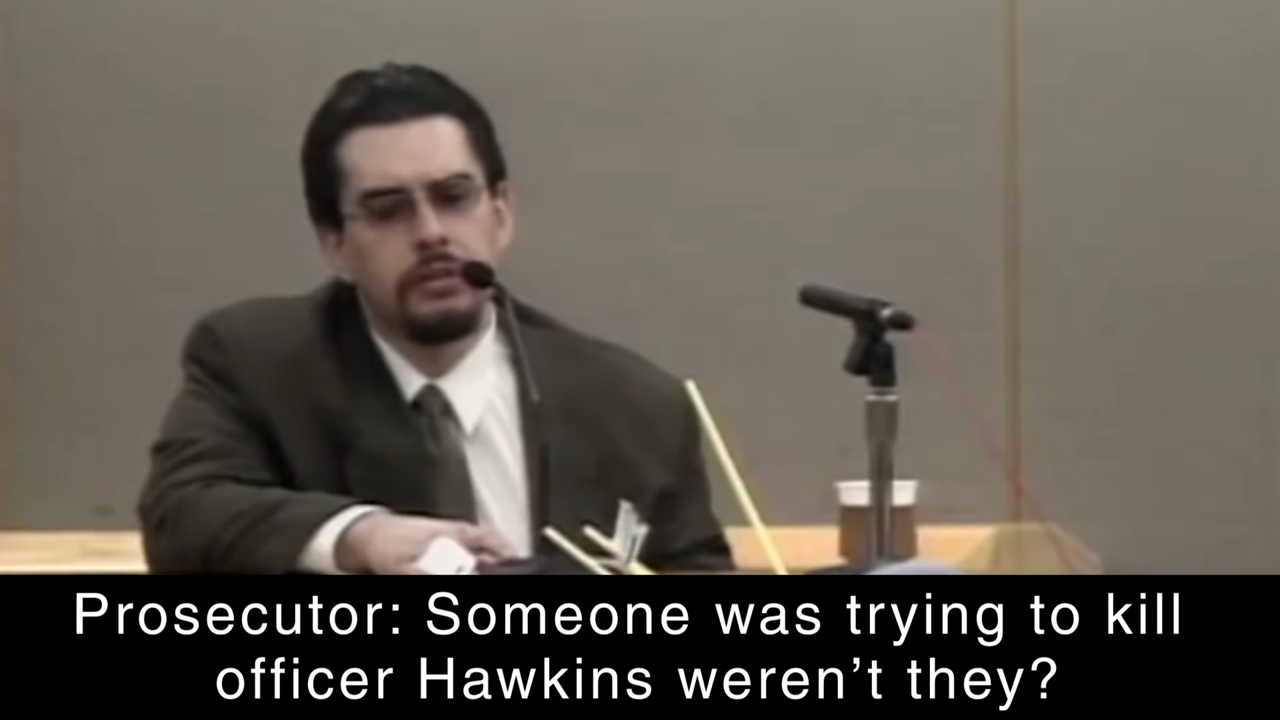 Prosecutor: Someone was trying to kill
officer Hawkins weren’t they?